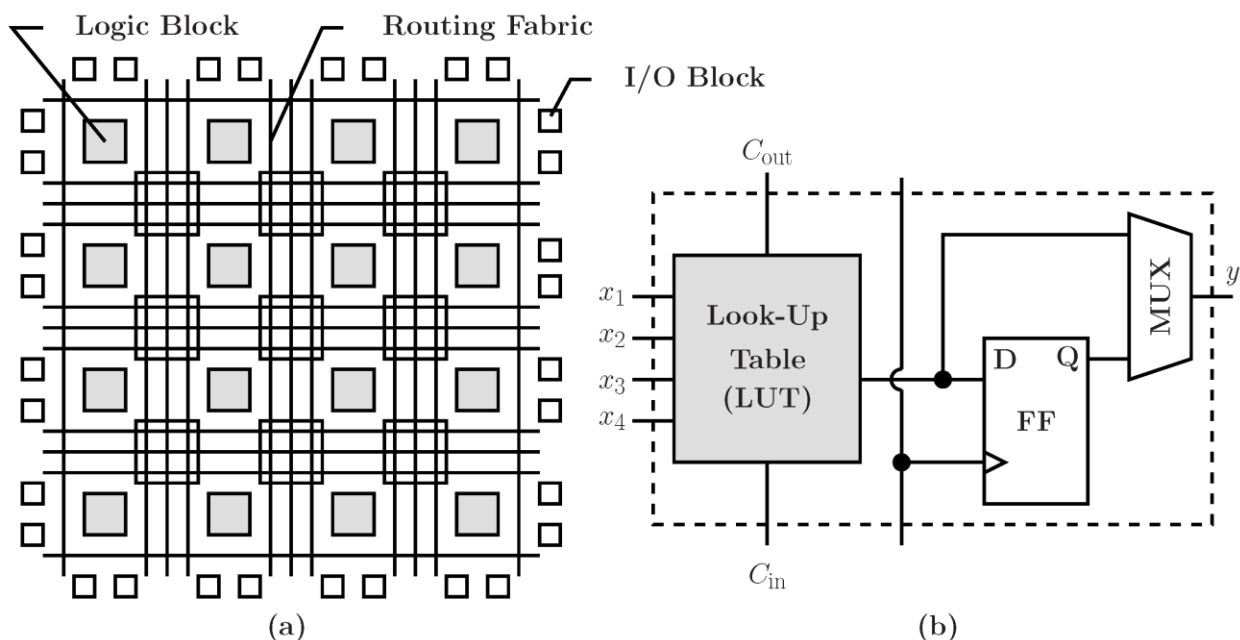 Logic Block
Routing Fabric
I/O Block
(a)
C_out
x_1
x_2
x_3
x_4
Look-Up
Table
(LUT)
D Q
FF
MUX
y
C_in
(b)